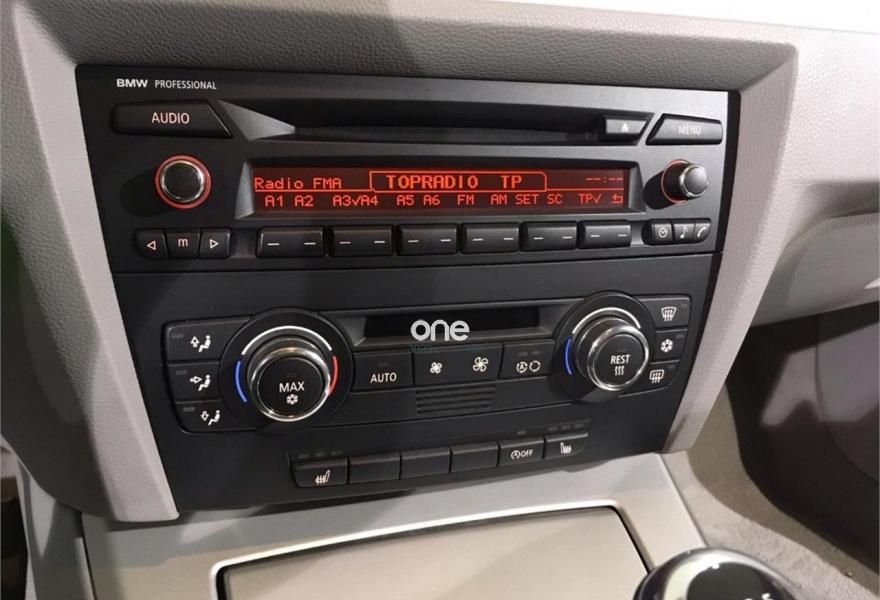 BMW PROFESSIONAL
AUDIO
MENU
Radio FMA TOPRADIO TP --:--
A1 A2 A3✓A4 A5 A6 FM AM SET SC TP✓
m
one
MAX
AUTO
REST
OFF